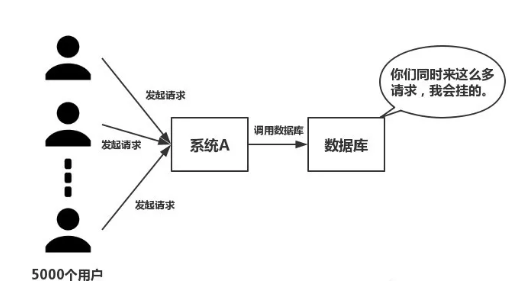 你们同时来这么多
请求，我会挂的。
发起请求
调用数据库
发起请求
系统A
数据库
发起请求
5000个用户